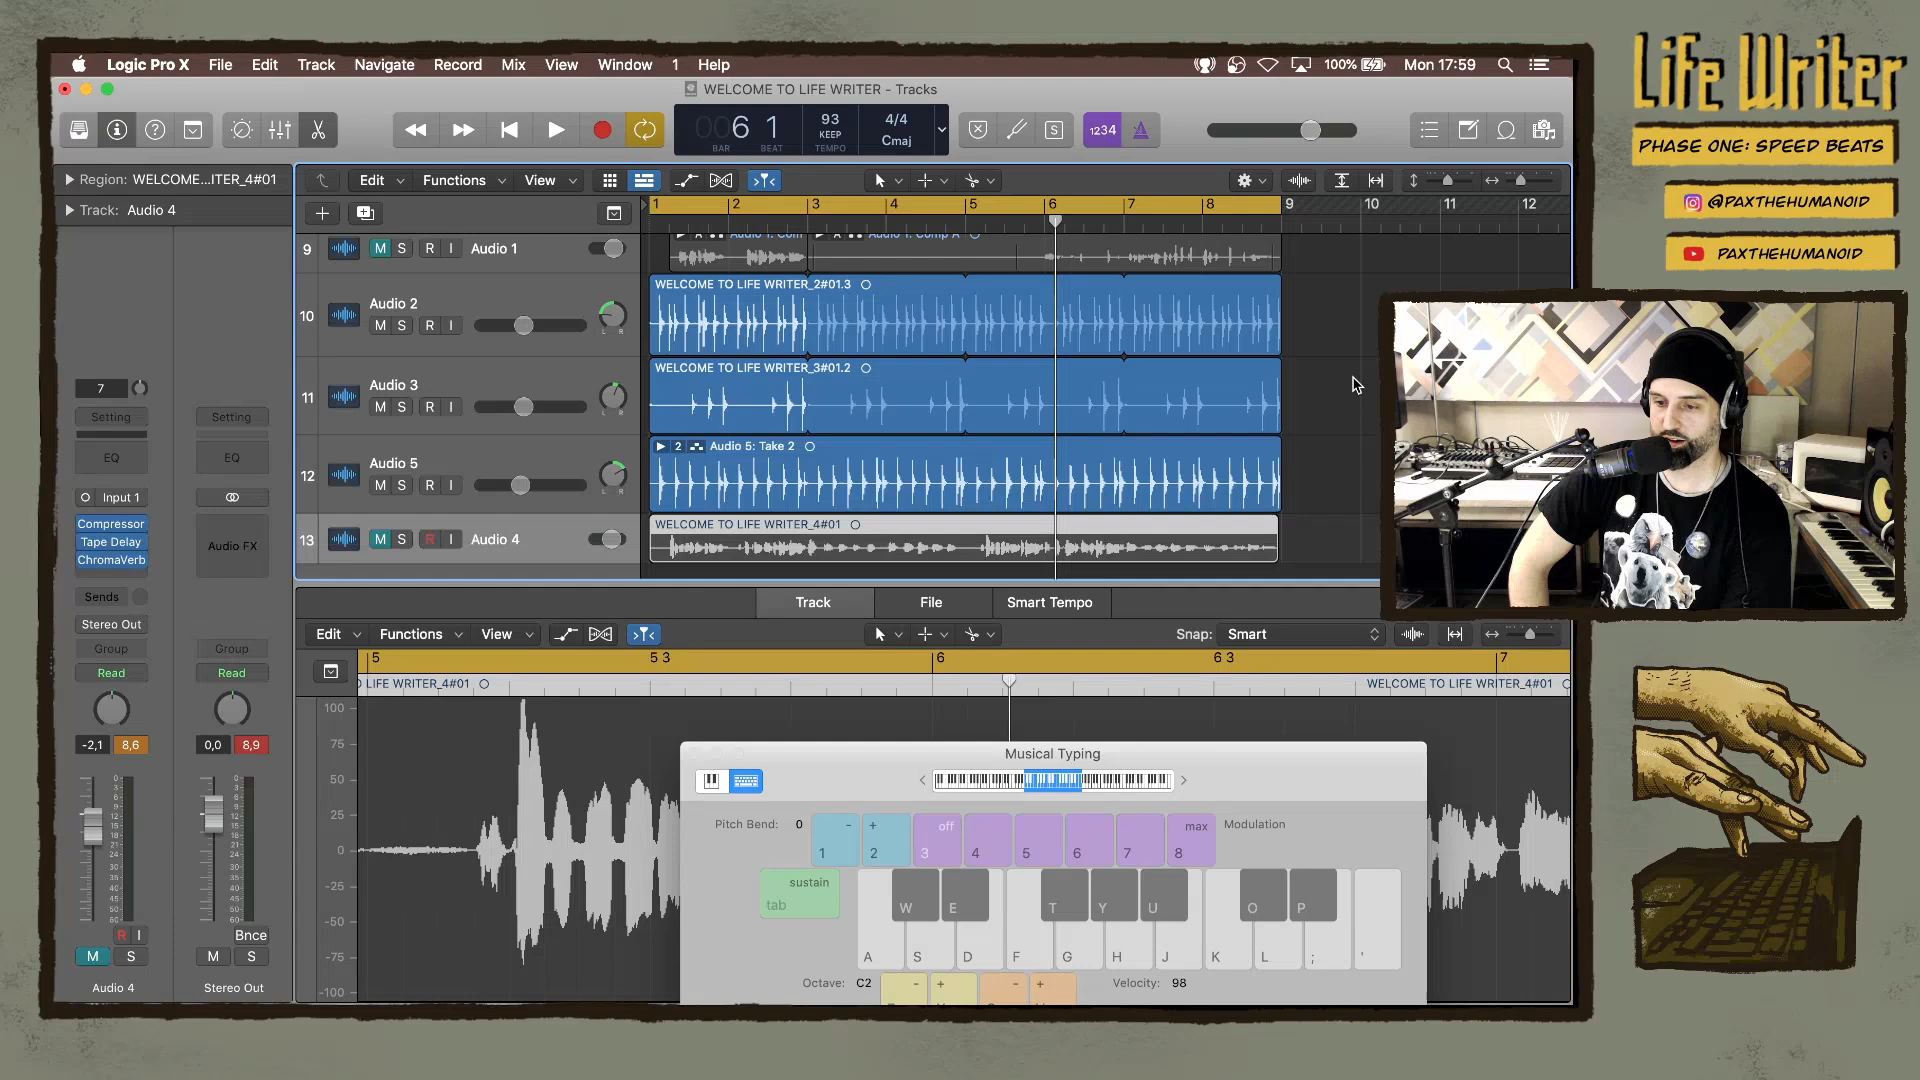 Logic Pro X File Edit Track Navigate Record Mix View Window 1 Help
100% Mon 17:59
WELCOME TO LIFE WRITER - Tracks
006 1
BAR BEAT
93
KEEP
TEMPO
4/4
Cmaj
S
1234
Region: WELCOME...ITER_4#01
Track: Audio 4
Edit Functions View
1 2 3 4 5 6 7 8 9 10 11 12
9 M S R I Audio 1
10 Audio 2
M S R I
L R
WELCOME TO LIFE WRITER_2#01.3
11 Audio 3
M S R I
L R
WELCOME TO LIFE WRITER_3#01.2
12 Audio 5
M S R I
L R
2 Audio 5: Take 2
13 M S R I Audio 4
WELCOME TO LIFE WRITER_4#01
7
Setting Setting
EQ EQ
Input 1
Compressor
Tape Delay
ChromaVerb
Audio FX
Sends
Stereo Out
Group Group
Read Read
-2,1 8,6 0,0 8,9
R I Bnce
M S M S
Audio 4 Stereo Out
Track File Smart Tempo
Edit Functions View
Snap: Smart
5 5 3 6 6 3 7
LIFE WRITER_4#01
WELCOME TO LIFE WRITER_4#01
100
75
50
25
0
-25
-50
-75
-100
Musical Typing
Pitch Bend: 0 - + off max Modulation
1 2 3 4 5 6 7 8
sustain
tab
W E T Y U O P
A S D F G H J K L ; '
Octave: C2 - + - + Velocity: 98
Life Writer
PHASE ONE: SPEED BEATS
@PAXTHEHUMANOID
PAXTHEHUMANOID